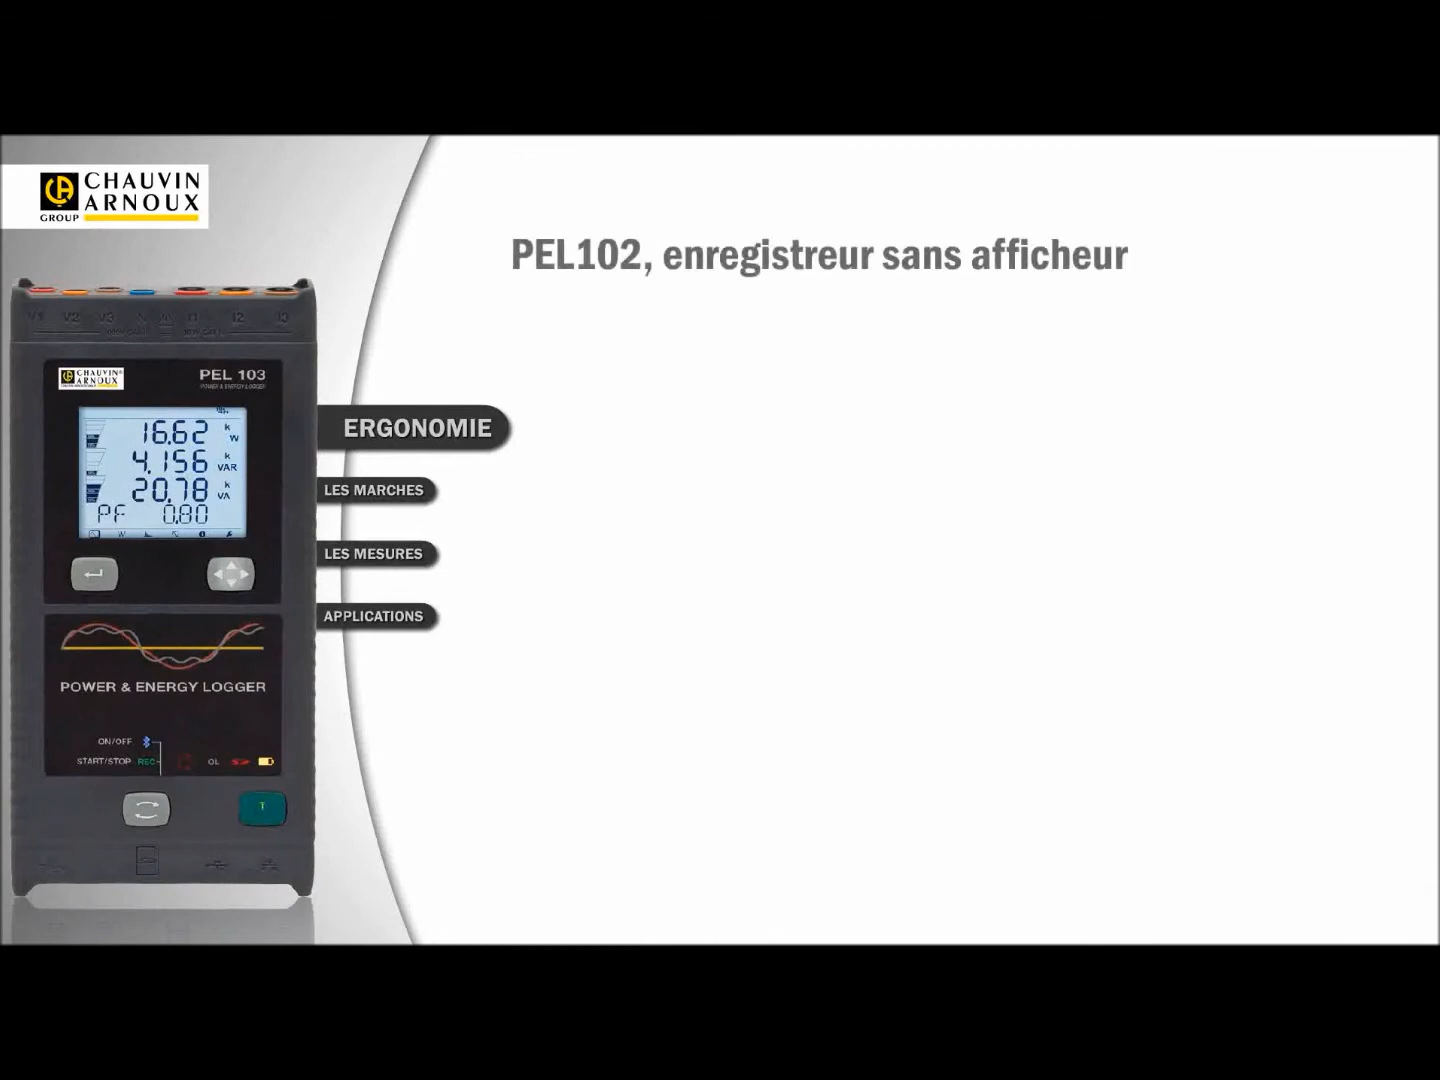 CHAUVIN
ARNOUX
GROUP
PEL102, enregistreur sans afficheur
V1 V2 V3 N I1 I2 I3
CHAUVIN
ARNOUX
PEL 103
POWER & ENERGY LOGGER
16.62 k W
4.156 k VAR
20.78 k VA
PF 0.80
ERGONOMIE
LES MARCHES
LES MESURES
APPLICATIONS
POWER & ENERGY LOGGER
ON/OFF
START/STOP REC
OL